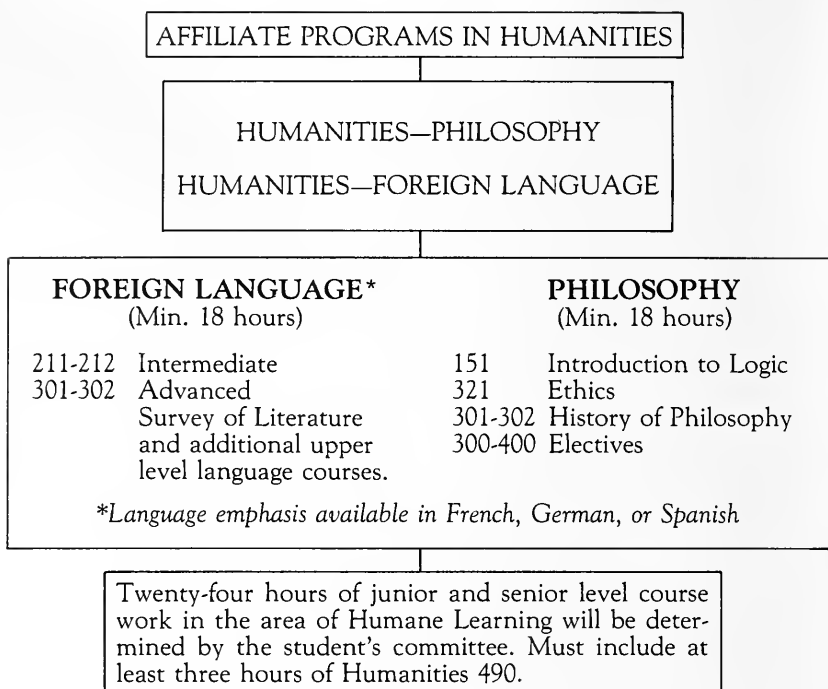 AFFILIATE PROGRAMS IN HUMANITIES
HUMANITIES—PHILOSOPHY
HUMANITIES—FOREIGN LANGUAGE
FOREIGN LANGUAGE*
(Min. 18 hours)
211-212 Intermediate
301-302 Advanced
Survey of Literature
and additional upper
level language courses.
PHILOSOPHY
(Min. 18 hours)
151 Introduction to Logic
321 Ethics
301-302 History of Philosophy
300-400 Electives
*Language emphasis available in French, German, or Spanish
Twenty-four hours of junior and senior level course
work in the area of Humane Learning will be deter-
mined by the student's committee. Must include at
least three hours of Humanities 490.